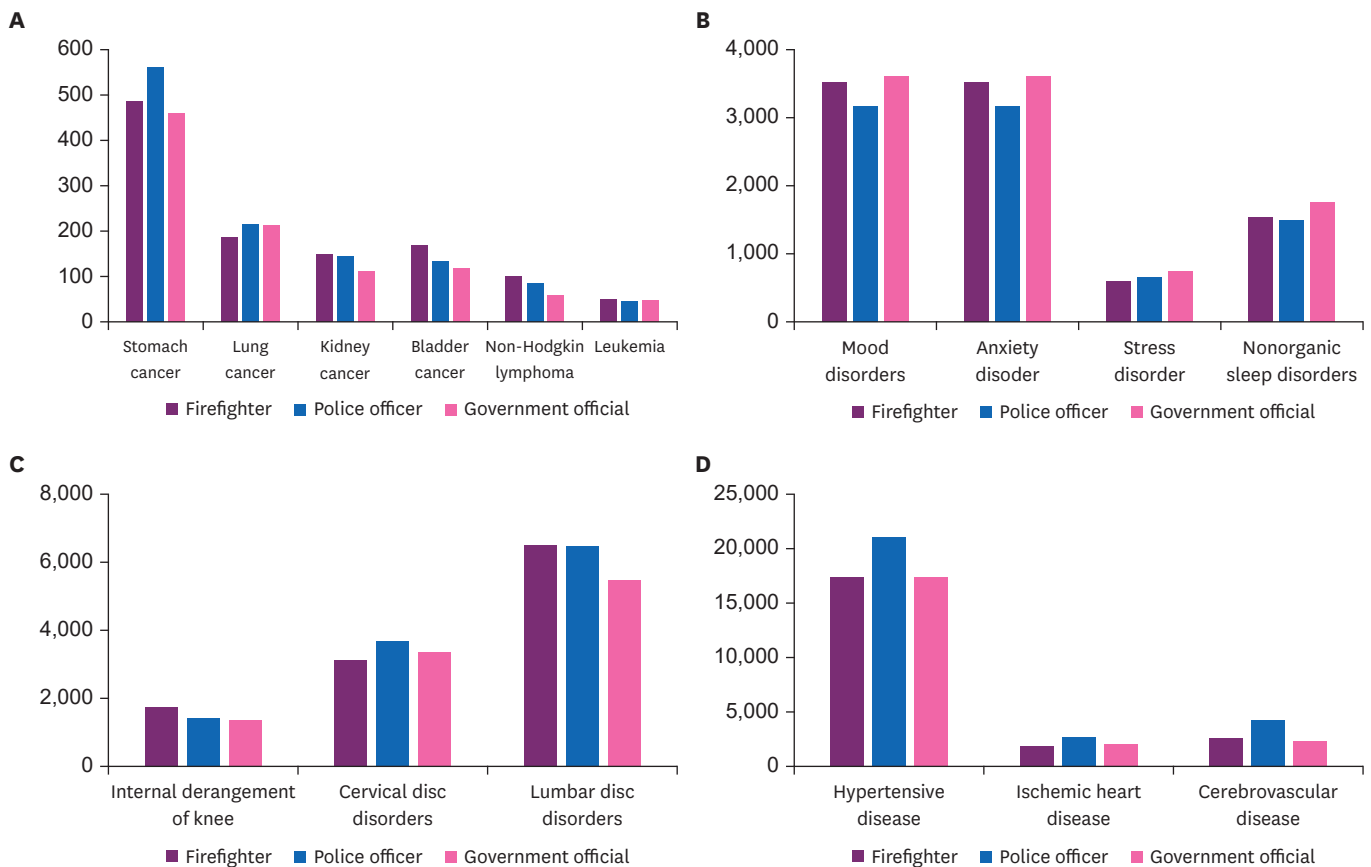 A
600
500
400
300
200
100
0
Stomach cancer
Lung cancer
Kidney cancer
Bladder cancer
Non-Hodgkin lymphoma
Leukemia
Firefighter Police officer Government official
B
4,000
3,000
2,000
1,000
0
Mood disorders
Anxiety disoder
Stress disorder
Nonorganic sleep disorders
Firefighter Police officer Government official
C
8,000
6,000
4,000
2,000
0
Internal derangement of knee
Cervical disc disorders
Lumbar disc disorders
Firefighter Police officer Government official
D
25,000
20,000
15,000
10,000
5,000
0
Hypertensive disease
Ischemic heart disease
Cerebrovascular disease
Firefighter Police officer Government official